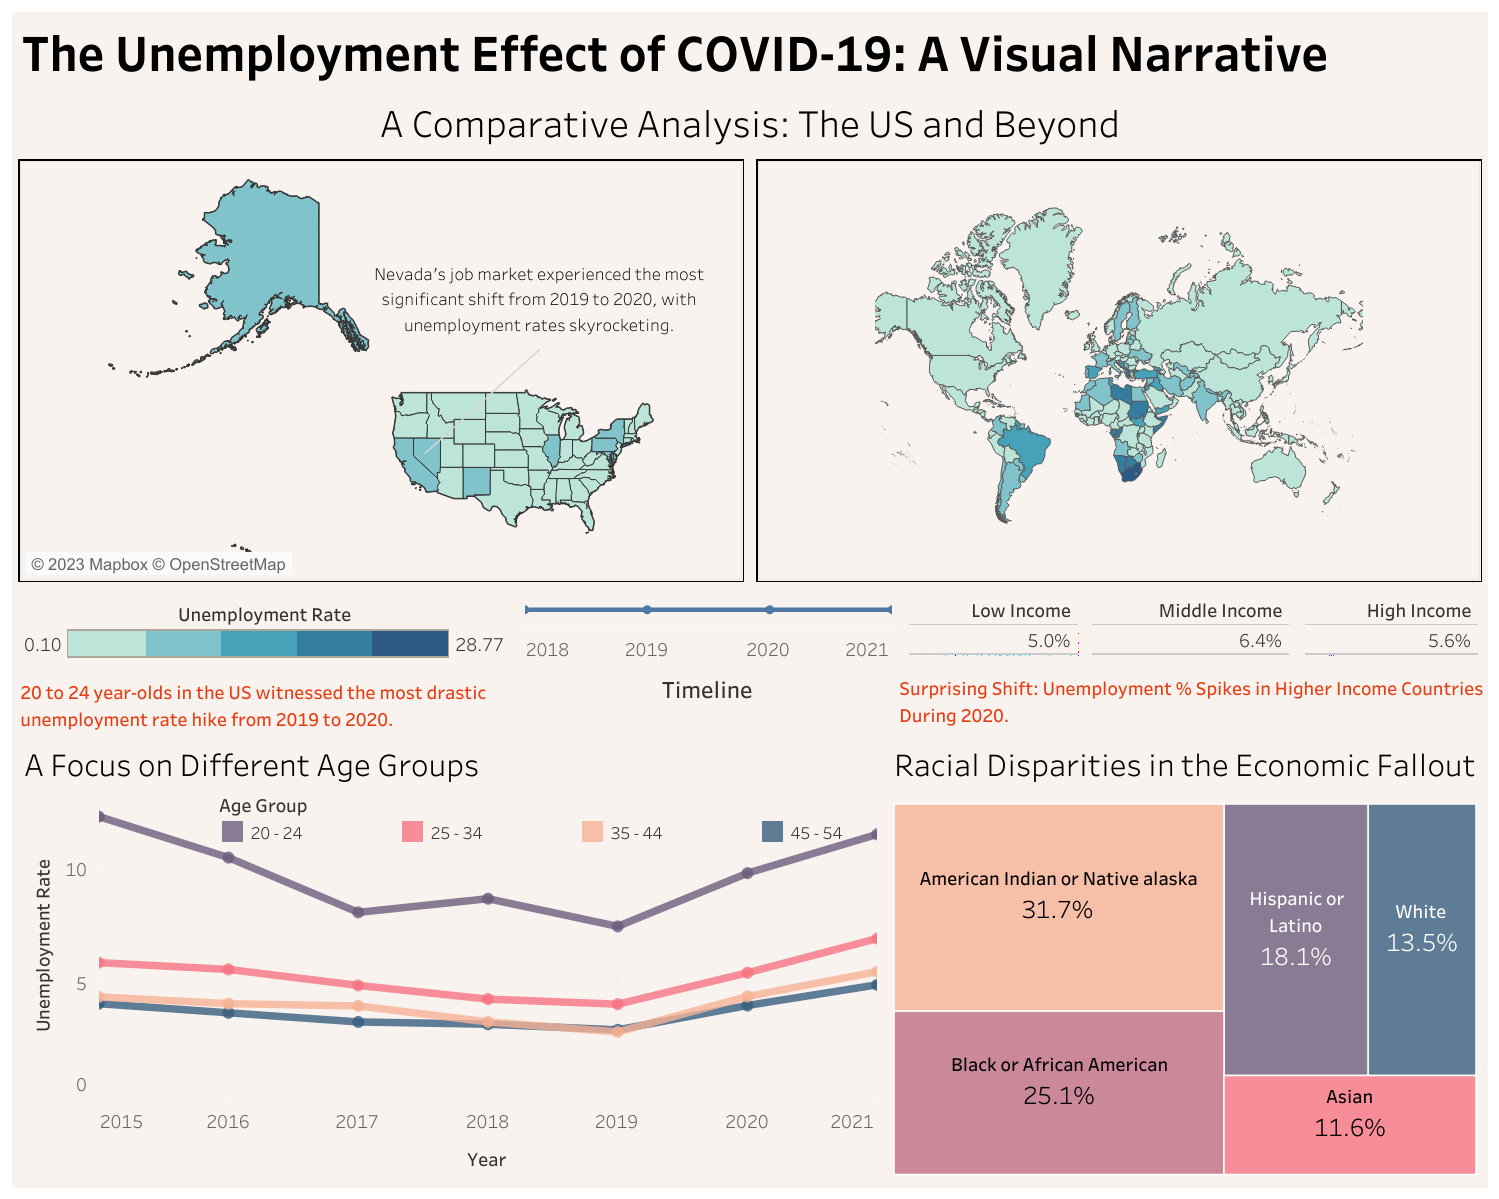 The Unemployment Effect of COVID-19: A Visual Narrative
A Comparative Analysis: The US and Beyond
Nevada's job market experienced the most
significant shift from 2019 to 2020, with
unemployment rates skyrocketing.
© 2023 Mapbox © OpenStreetMap
Unemployment Rate
0.10
28.77
2018
2019
2020
2021
Timeline
Low Income
Middle Income
High Income
5.0%
6.4%
5.6%
20 to 24 year-olds in the US witnessed the most drastic
unemployment rate hike from 2019 to 2020.
Surprising Shift: Unemployment % Spikes in Higher Income Countries
During 2020.
A Focus on Different Age Groups
Age Group
20 - 24
25 - 34
35 - 44
45 - 54
Unemployment Rate
10
5
0
2015
2016
2017
2018
2019
2020
2021
Year
Racial Disparities in the Economic Fallout
American Indian or Native alaska
31.7%
Black or African American
25.1%
Hispanic or
Latino
18.1%
White
13.5%
Asian
11.6%